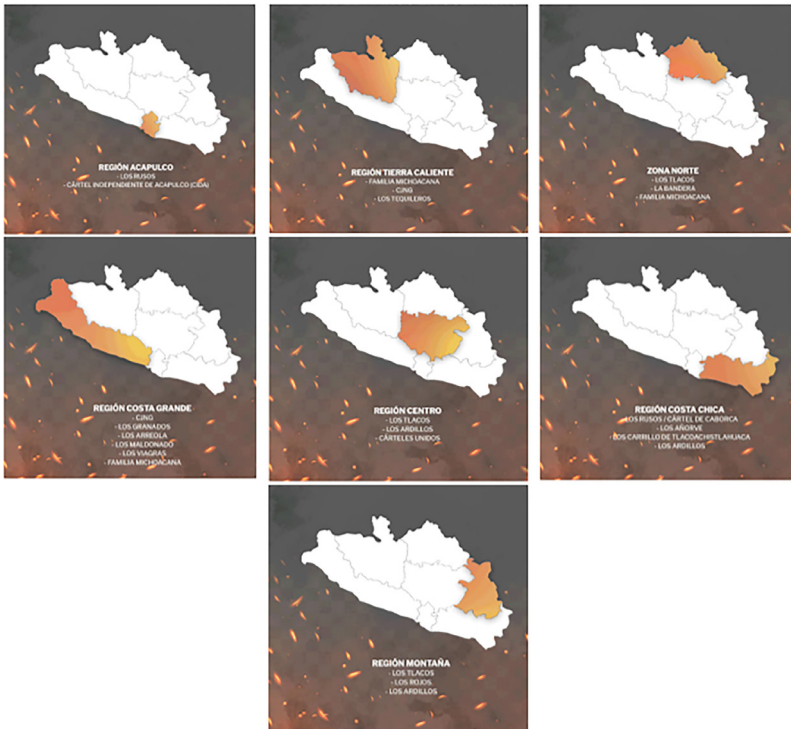 REGIÓN ACAPULCO
- LOS RUSOS
- CÁRTEL INDEPENDIENTE DE ACAPULCO (CIDA)
REGIÓN TIERRA CALIENTE
- FAMILIA MICHOACANA
- CJNG
- LOS TEQUILEROS
ZONA NORTE
- LOS TLACOS
- LA BANDERA
- FAMILIA MICHOACANA
REGIÓN COSTA GRANDE
- CJNG
- LOS GRANADOS
- LOS ARREOLA
- LOS MALDONADO
- LOS VIAGRAS
- FAMILIA MICHOACANA
REGIÓN CENTRO
- LOS TLACOS
- LOS ARDILLOS
- CÁRTELES UNIDOS
REGIÓN COSTA CHICA
- LOS RUSOS / CÁRTEL DE CABORCA
- LOS AÑORVE
- LOS CARRILLO DE TLACOACHISTLAHUACA
- LOS ARDILLOS
REGIÓN MONTAÑA
- LOS TLACOS
- LOS ROJOS
- LOS ARDILLOS